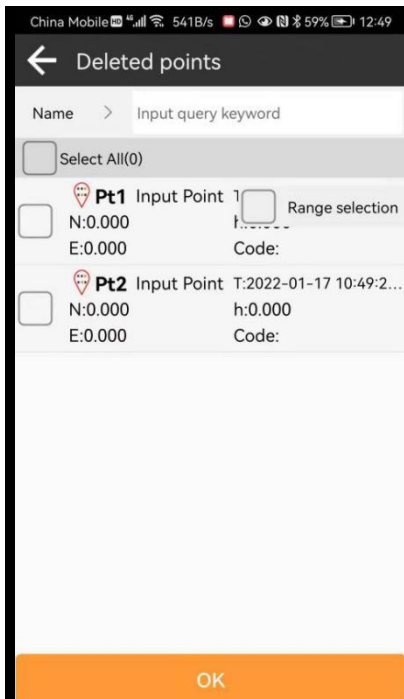 China Mobile HD 4G 541B/s 59% 12:49
Deleted points
Name > Input query keyword
Select All(0)
Pt1 Input Point
Range selection
N:0.000
E:0.000 Code:
Pt2 Input Point T:2022-01-17 10:49:2...
N:0.000 h:0.000
E:0.000 Code:
OK